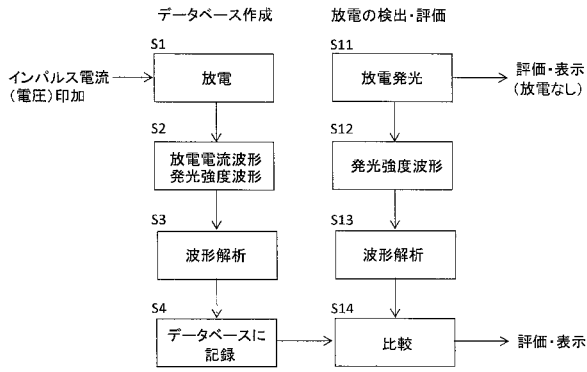 データベース作成
放電の検出・評価
S1
S11
インパルス電流
(電圧)印加
放電
放電発光
評価・表示
(放電なし)
S2
S12
放電電流波形
発光強度波形
発光強度波形
S3
S13
波形解析
波形解析
S4
S14
データベースに
記録
比較
評価・表示